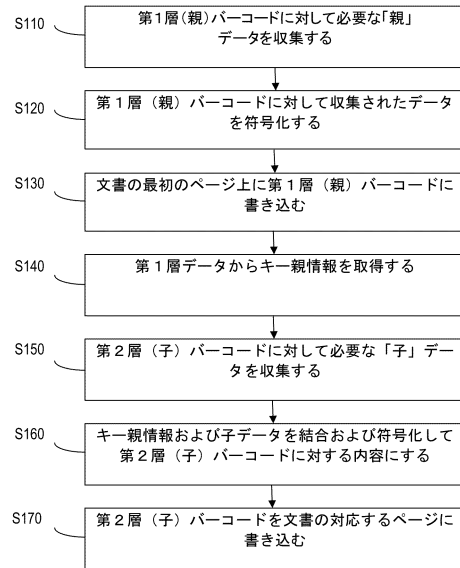 S110
第１層(親)バーコードに対して必要な「親」
データを収集する
S120
第１層（親）バーコードに対して収集されたデータ
を符号化する
S130
文書の最初のページ上に第１層（親）バーコードに
書き込む
S140
第１層データからキー親情報を取得する
S150
第２層（子）バーコードに対して必要な「子」デー
タを収集する
S160
キー親情報および子データを結合および符号化して
第２層（子）バーコードに対する内容にする
S170
第２層（子）バーコードを文書の対応するページに
書き込む